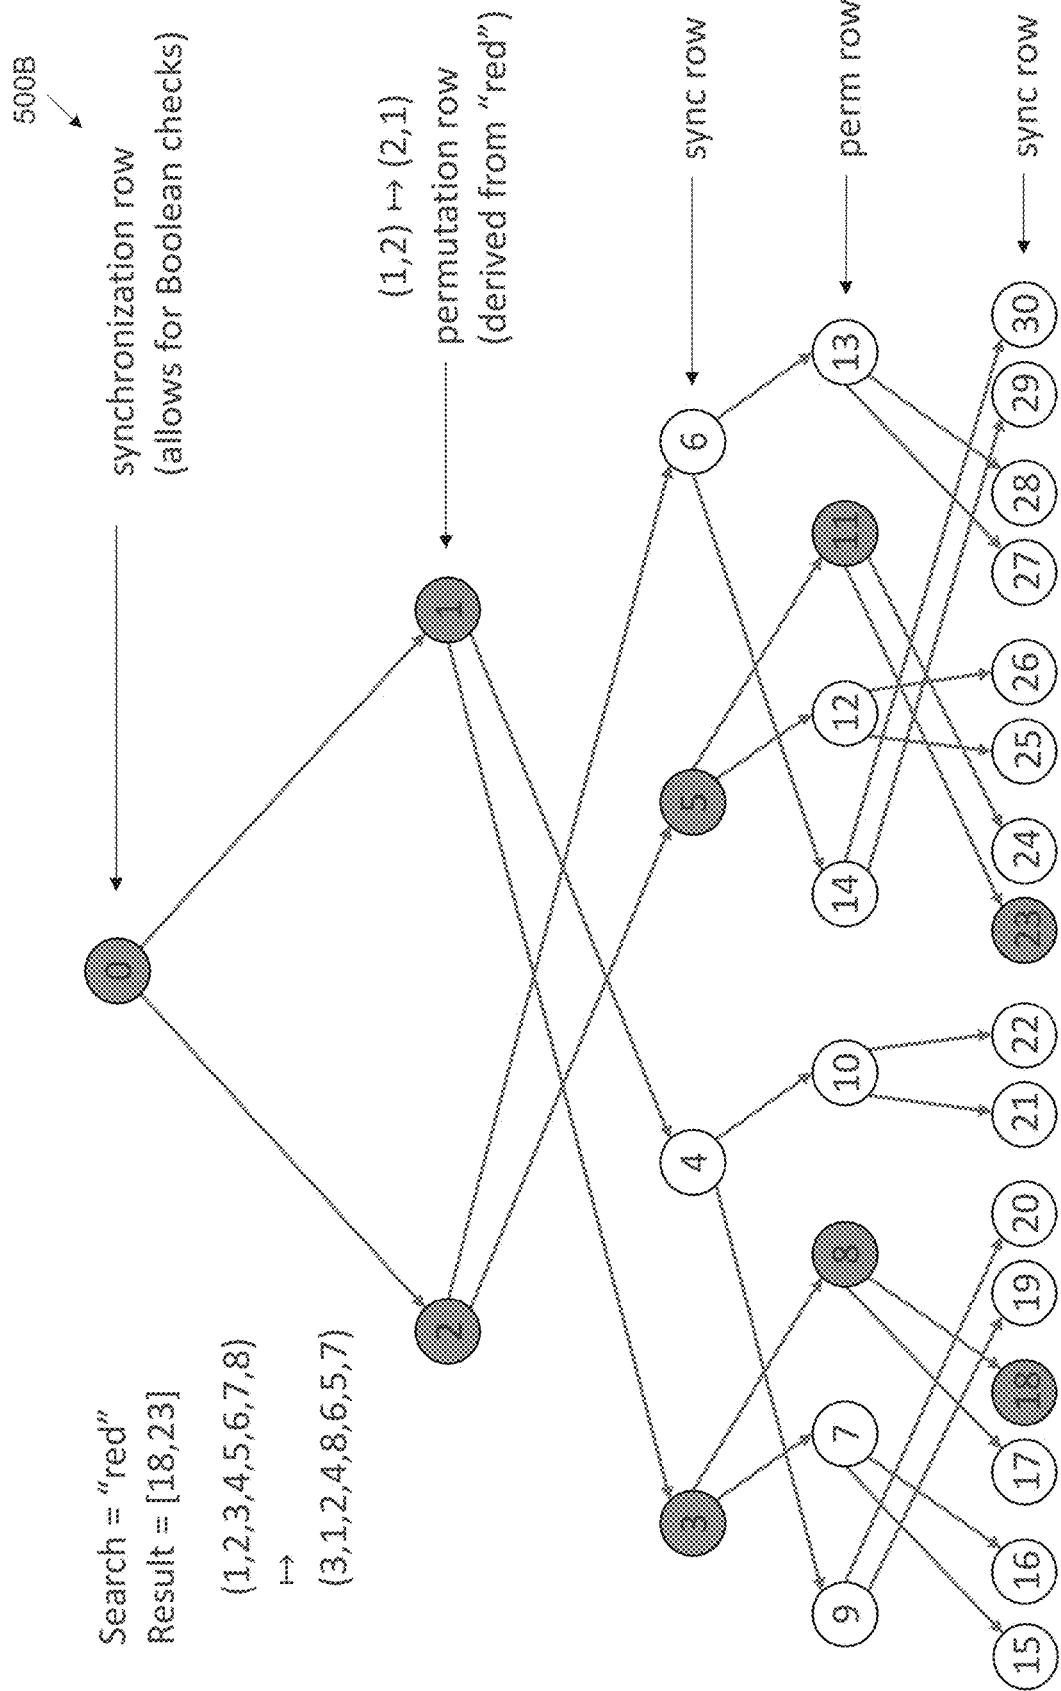 500B
synchronization row
(allows for Boolean checks)
Search = "red"
Result = [18,23]
(1,2,3,4,5,6,7,8)
↦
(3,1,2,4,8,6,5,7)
(1,2) ↦ (2,1)
permutation row
(derived from "red")
sync row
perm row
sync row
0
2 1
3 4 5 6
9 7 8 10 14 12 11 13
15 16 17 18 19 20 21 22 23 24 25 26 27 28 29 30